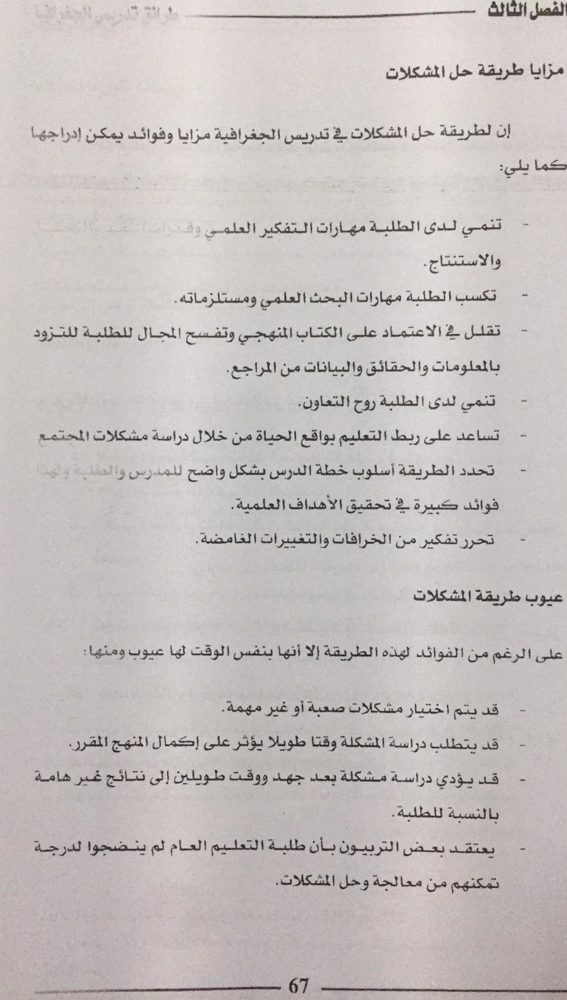 الفصل الثالث طرائق تدريس الجغرافية
مزايا طريقة حل المشكلات
إن لطريقة حل المشكلات في تدريس الجغرافية مزايا وفوائد يمكن إدراجها
كما يلي:
- تنمي لدى الطلبة مهارات التفكير العلمي وقدرات النقد
والاستنتاج.
- تكسب الطلبة مهارات البحث العلمي ومستلزماته.
- تقلل في الاعتماد على الكتاب المنهجي وتفسح المجال للطلبة للتزود
بالمعلومات والحقائق والبيانات من المراجع.
- تنمي لدى الطلبة روح التعاون.
- تساعد على ربط التعليم بواقع الحياة من خلال دراسة مشكلات المجتمع
- تحدد الطريقة أسلوب خطة الدرس بشكل واضح للمدرس والطلبة ولهذا
فوائد كبيرة في تحقيق الأهداف العلمية.
- تحرر تفكير من الخرافات والتغييرات الغامضة.
عيوب طريقة المشكلات
على الرغم من الفوائد لهذه الطريقة إلا أنها بنفس الوقت لها عيوب ومنها:
- قد يتم اختيار مشكلات صعبة أو غير مهمة.
- قد يتطلب دراسة المشكلة وقتا طويلا يؤثر على إكمال المنهج المقرر.
- قد يؤدي دراسة مشكلة بعد جهد ووقت طويلين إلى نتائج غير هامة
بالنسبة للطلبة.
- يعتقد بعض التربيون بأن طلبة التعليم العام لم ينضجوا لدرجة
تمكنهم من معالجة وحل المشكلات.
67